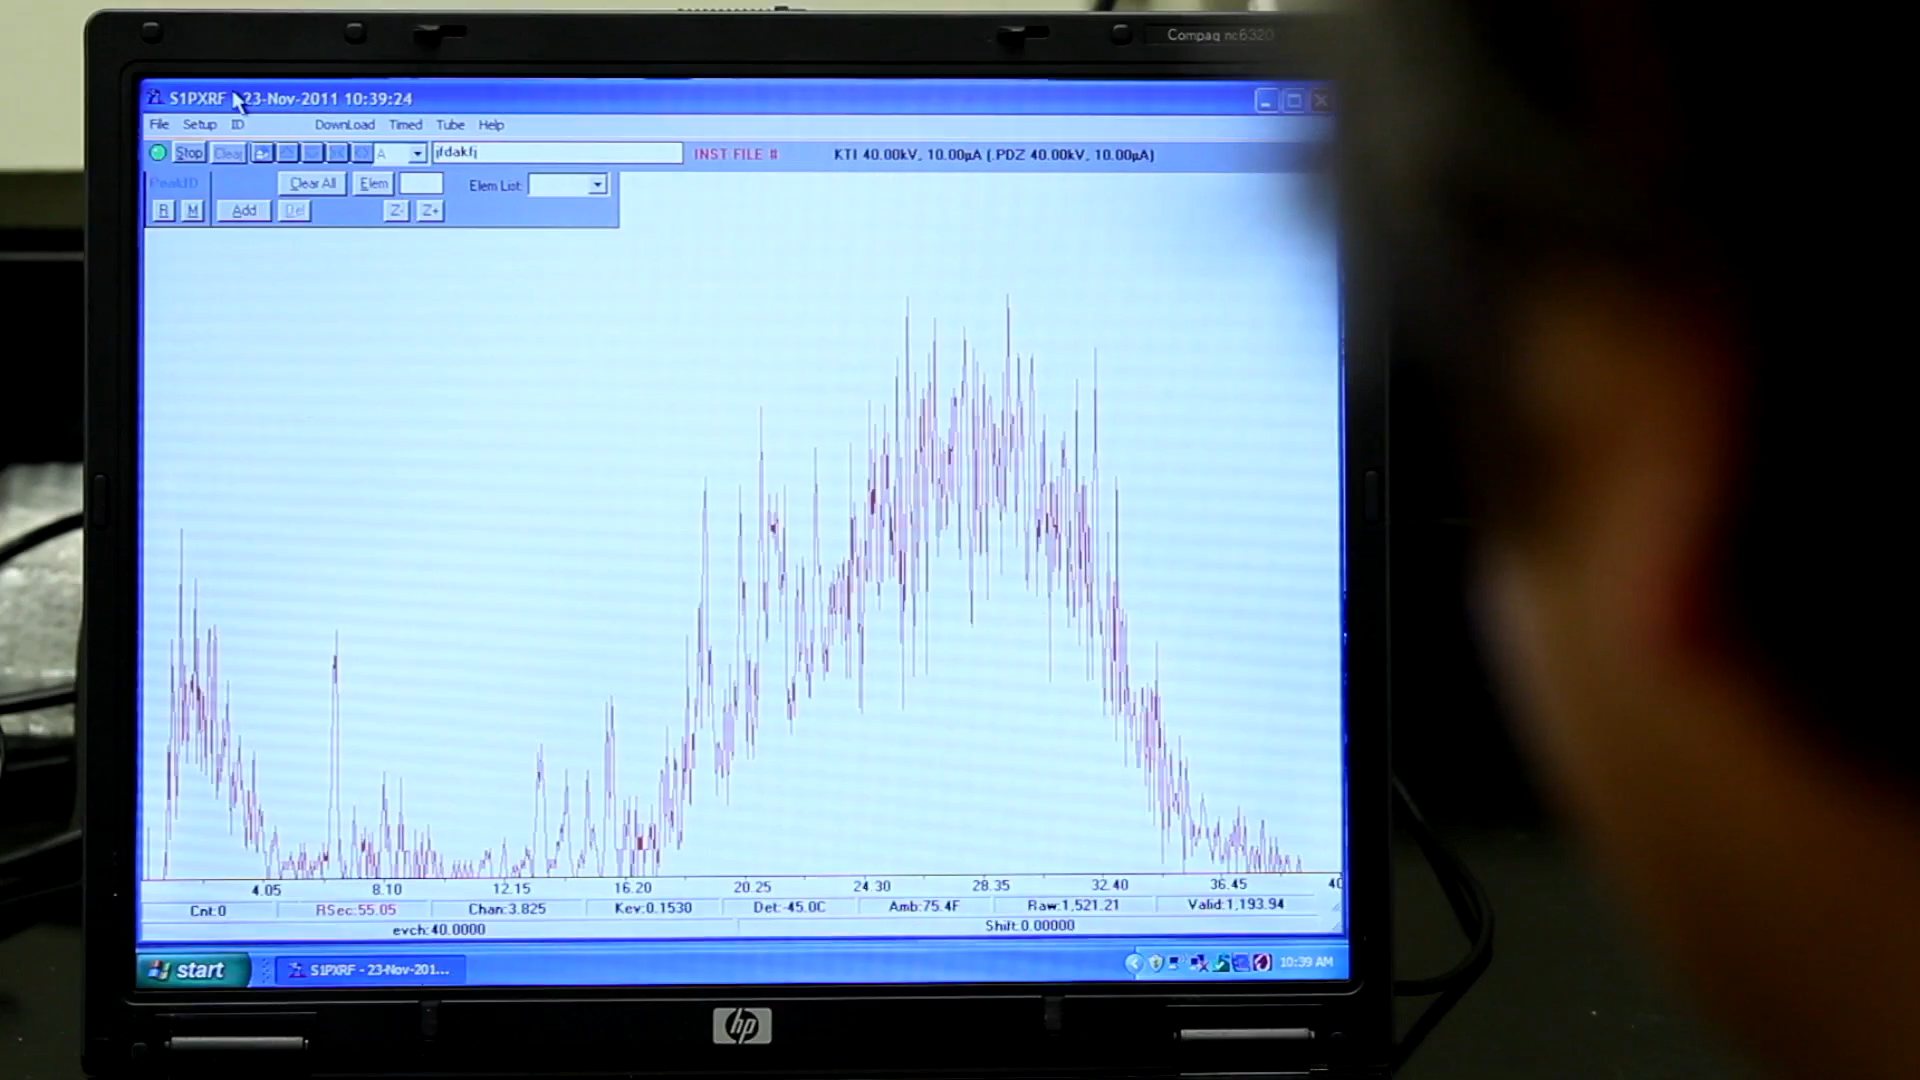 Compaq nc6320
S1PXRF 23-Nov-2011 10:39:24
File Setup ID DownLoad Timed Tube Help
Stop Clear A jfdakfj INST FILE # KTI 40.00kV, 10.00µA (.PDZ 40.00kV, 10.00µA)
PeakID Clear All Elem Elem List:
R M Add Del Z- Z+
4.05 8.10 12.15 16.20 20.25 24.30 28.35 32.40 36.45 40
Cnt:0 RSec:55.05 Chan:3.825 Kev:0.1530 Det:-45.0C Amb:75.4F Raw:1,521.21 Valid:1,193.94
evch:40.0000 Shift:0.00000
start S1PXRF - 23-Nov-201... 10:39 AM
hp